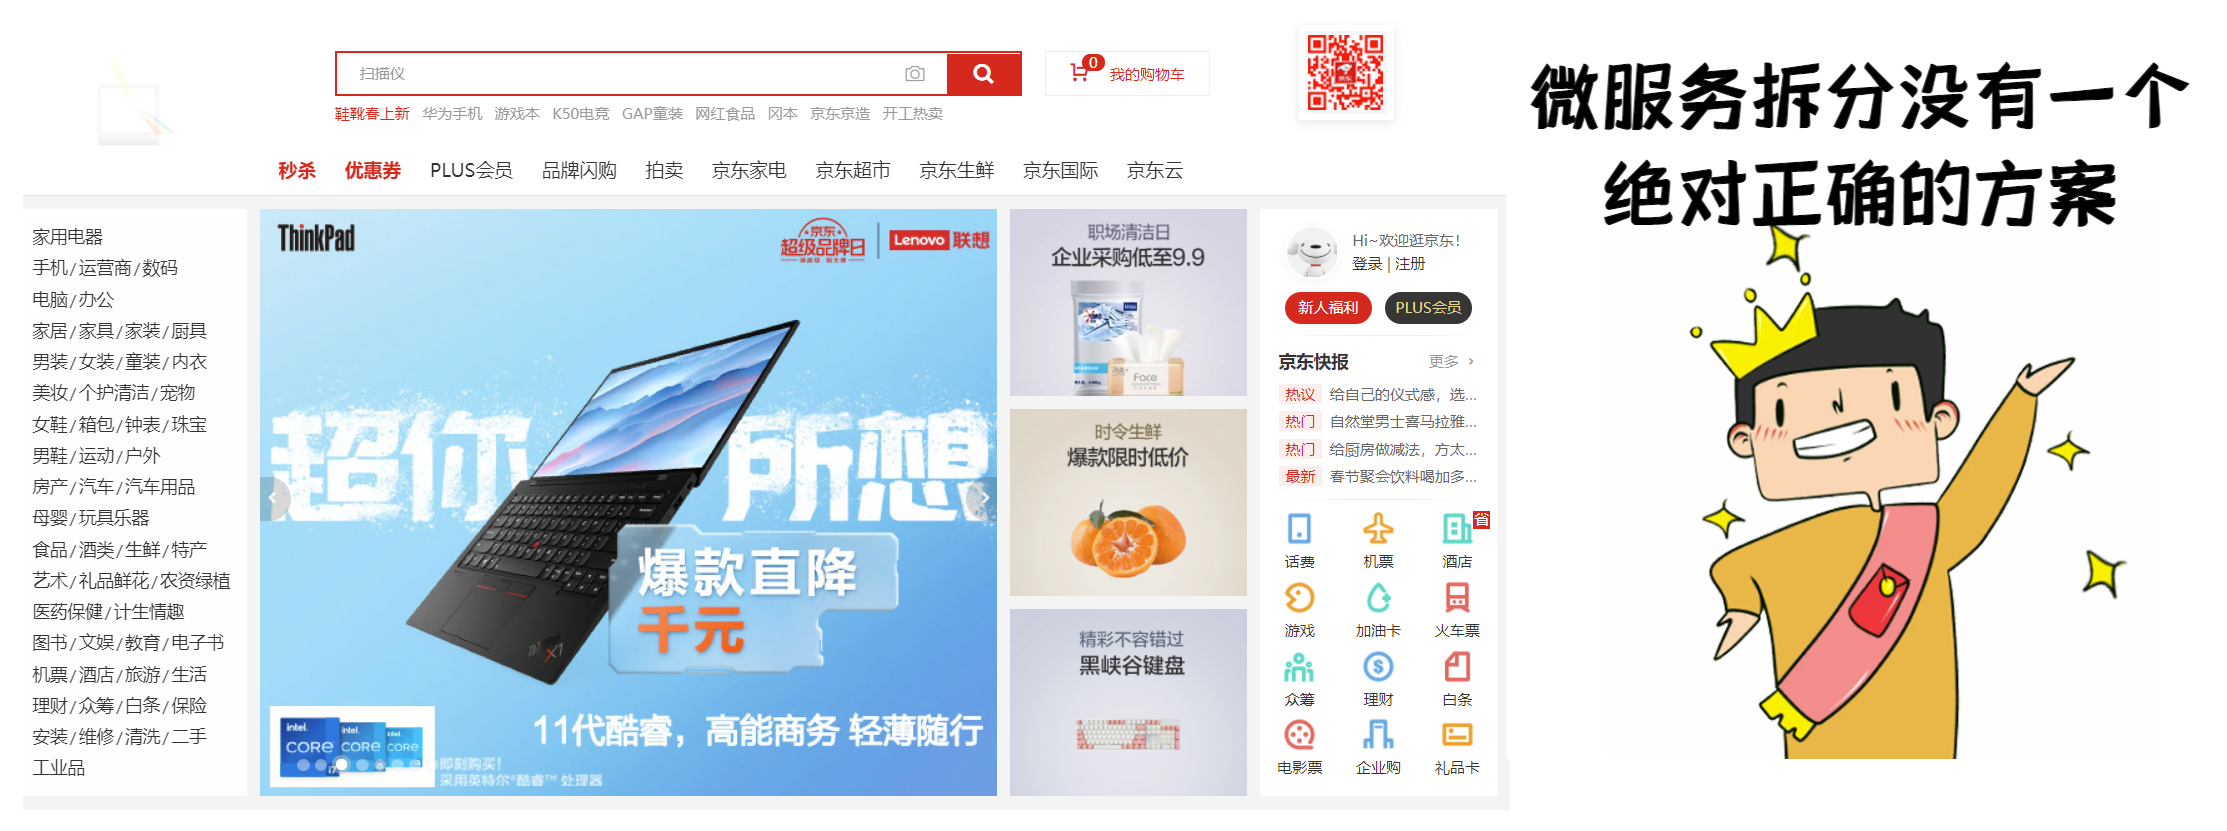 扫描仪
0
我的购物车
鞋靴春上新 华为手机 游戏本 K50电竞 GAP童装 网红食品 冈本 京东京造 开工热卖
秒杀 优惠券 PLUS会员 品牌闪购 拍卖 京东家电 京东超市 京东生鲜 京东国际 京东云
家用电器
手机/运营商/数码
电脑/办公
家居/家具/家装/厨具
男装/女装/童装/内衣
美妆/个护清洁/宠物
女鞋/箱包/钟表/珠宝
男鞋/运动/户外
房产/汽车/汽车用品
母婴/玩具乐器
食品/酒类/生鲜/特产
艺术/礼品鲜花/农资绿植
医药保健/计生情趣
图书/文娱/教育/电子书
机票/酒店/旅游/生活
理财/众筹/白条/保险
安装/维修/清洗/二手
工业品
ThinkPad
京东
超级品牌日
Lenovo 联想
超你所想
爆款直降
千元
11代酷睿，高能商务 轻薄随行
intel. intel. intel.
CORE CORE CORE
i7
即刻购买！
采用英特尔®酷睿™ 处理器
职场清洁日
企业采购低至9.9
Face
时令生鲜
爆款限时低价
精彩不容错过
黑峡谷键盘
Hi~欢迎逛京东!
登录 | 注册
新人福利 PLUS会员
京东快报 更多
热议 给自己的仪式感，选...
热门 自然堂男士喜马拉雅...
热门 给厨房做减法，方太...
最新 春节聚会饮料喝加多...
省
话费 机票 酒店
游戏 加油卡 火车票
众筹 理财 白条
电影票 企业购 礼品卡
微服务拆分没有一个
绝对正确的方案